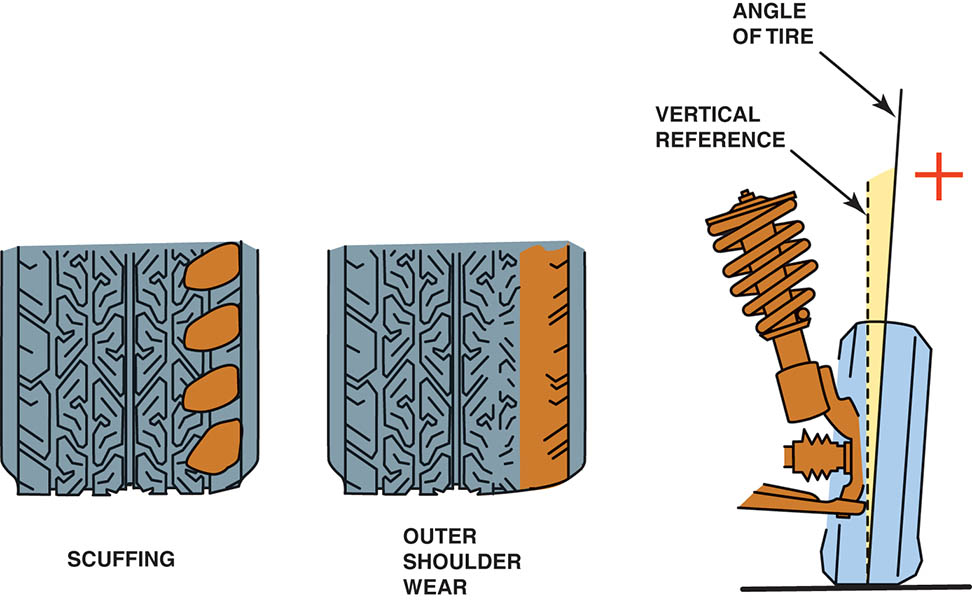 ANGLE
OF TIRE
VERTICAL
REFERENCE
SCUFFING
OUTER
SHOULDER
WEAR